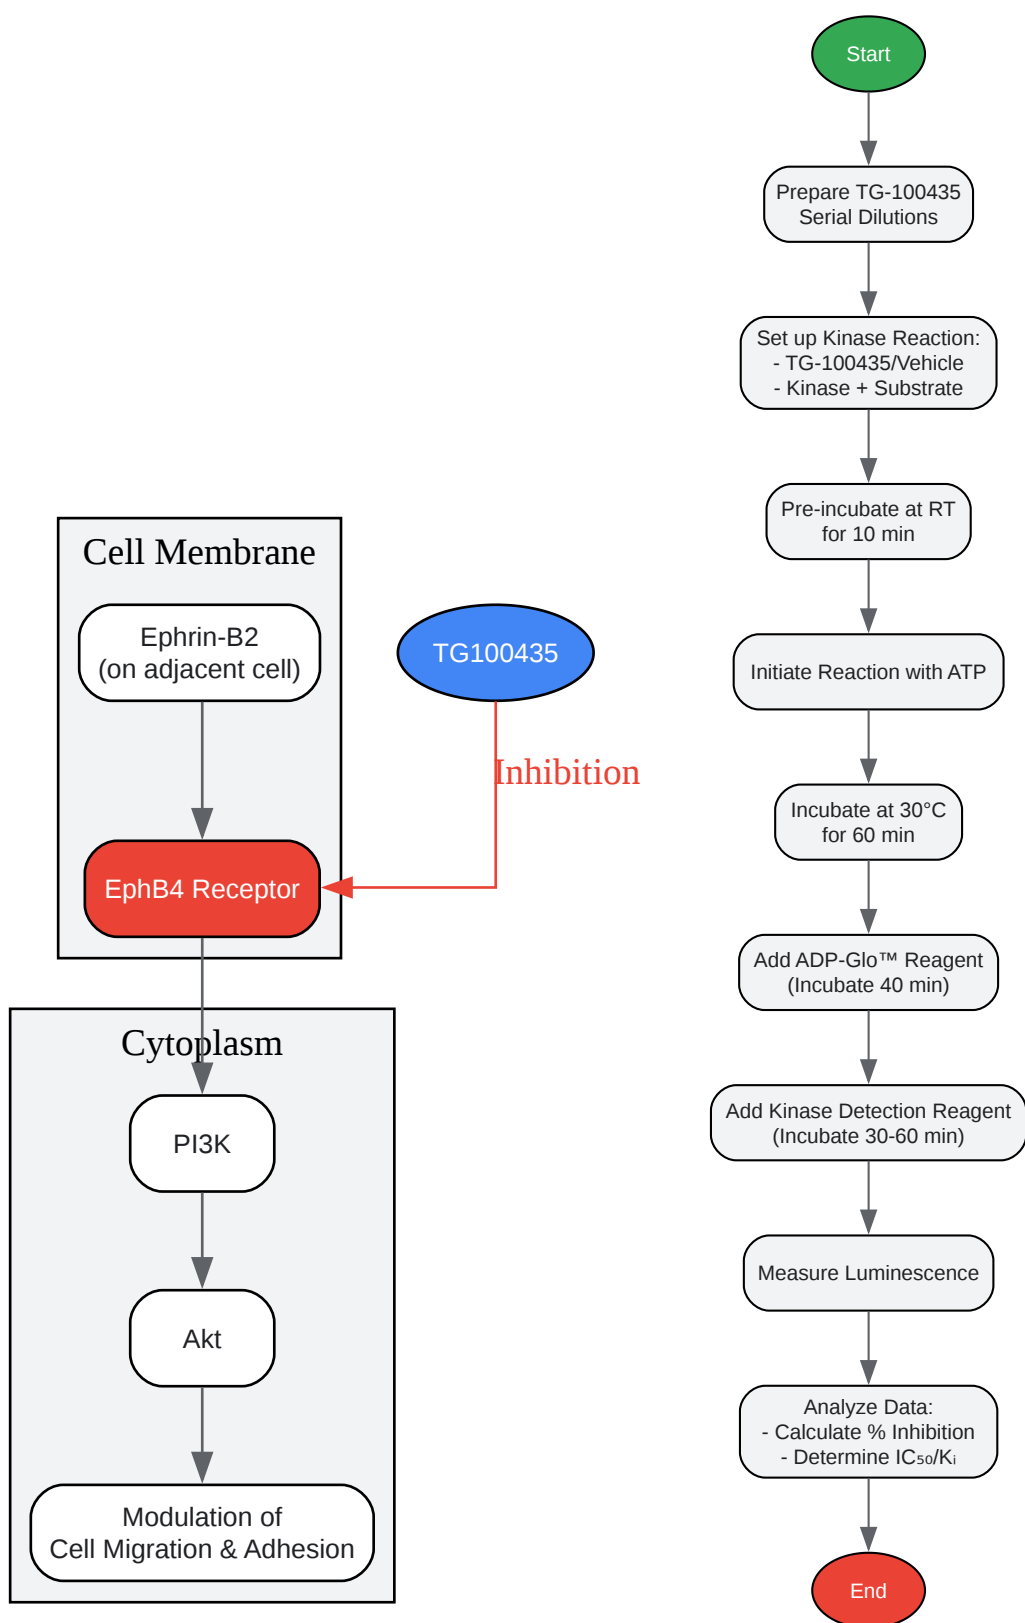 Cell Membrane
Ephrin-B2
(on adjacent cell)
TG100435
Inhibition
EphB4 Receptor
Cytoplasm
PI3K
Akt
Modulation of
Cell Migration & Adhesion
Start
Prepare TG-100435
Serial Dilutions
Set up Kinase Reaction:
- TG-100435/Vehicle
- Kinase + Substrate
Pre-incubate at RT
for 10 min
Initiate Reaction with ATP
Incubate at 30°C
for 60 min
Add ADP-Glo™ Reagent
(Incubate 40 min)
Add Kinase Detection Reagent
(Incubate 30-60 min)
Measure Luminescence
Analyze Data:
- Calculate % Inhibition
- Determine IC₅₀/Kᵢ
End